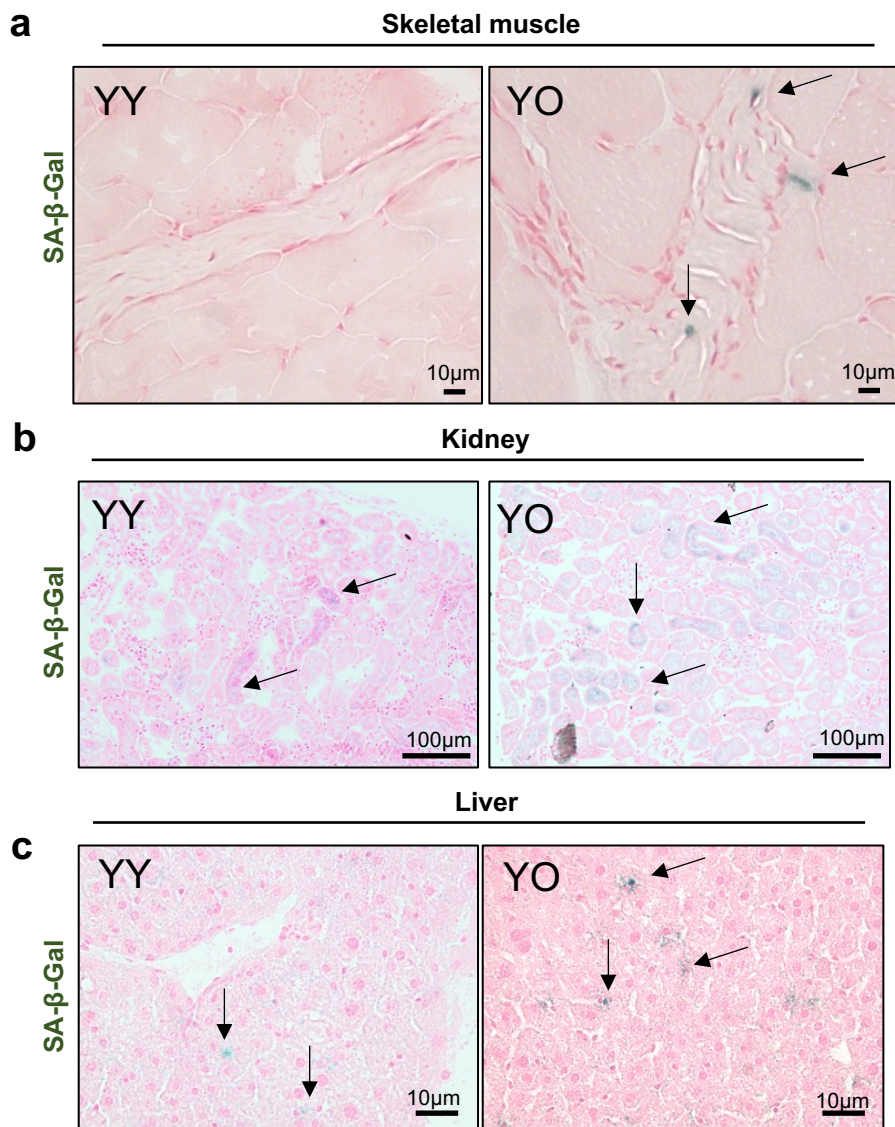 a
Skeletal muscle
SA-β-Gal
YY
YO
10μm
10μm
b
Kidney
SA-β-Gal
YY
YO
100μm
100μm
Liver
c
SA-β-Gal
YY
YO
10μm
10μm